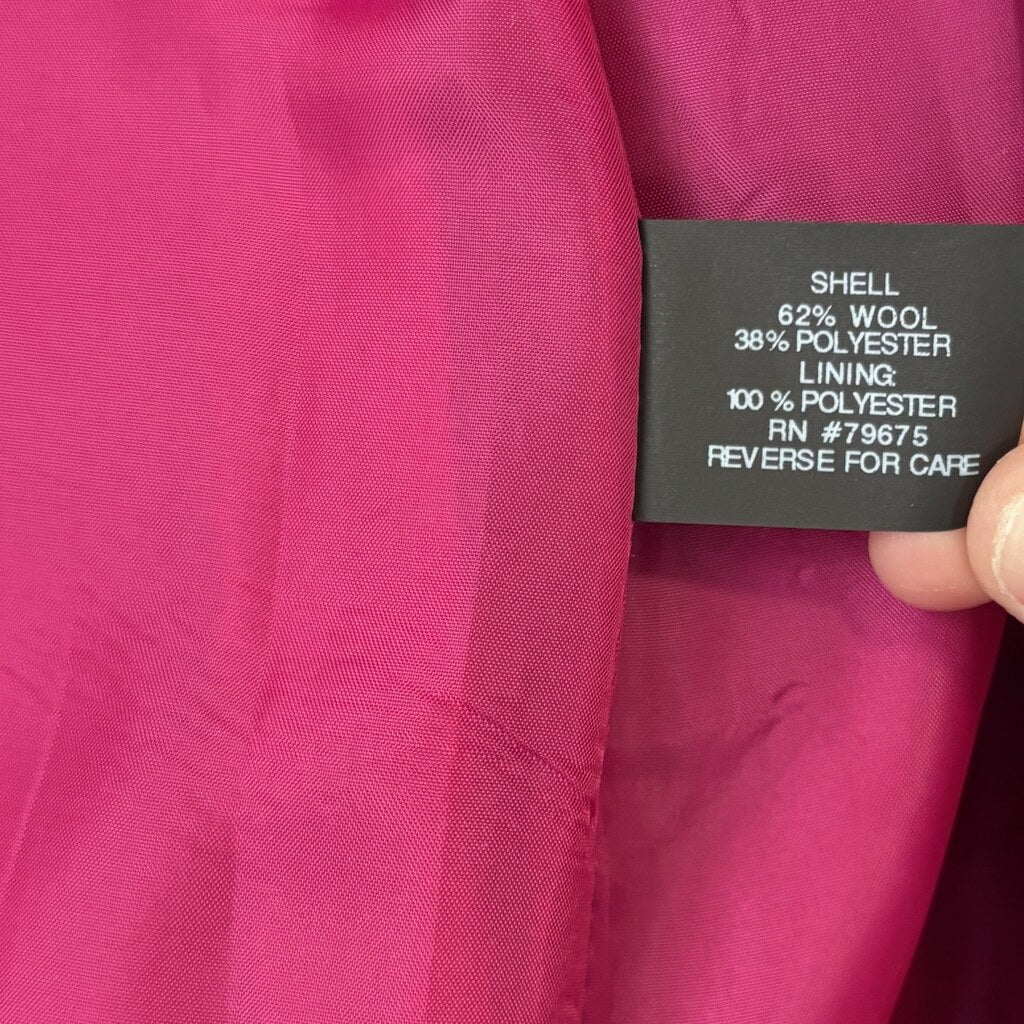 SHELL
62% WOOL
38% POLYESTER
LINING:
100 % POLYESTER
RN #79675
REVERSE FOR CARE